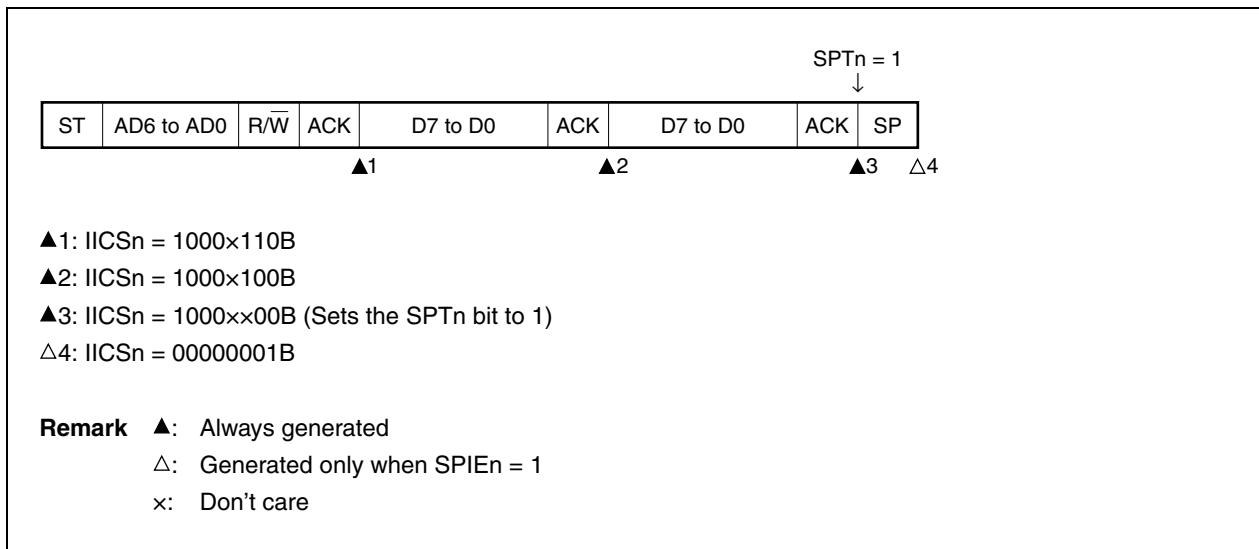 SPTn = 1
↓
ST AD6 to AD0 R/W̅ ACK D7 to D0 ACK D7 to D0 ACK SP
▲1 ▲2 ▲3 △4
▲1: IICSn = 1000×110B
▲2: IICSn = 1000×100B
▲3: IICSn = 1000××00B (Sets the SPTn bit to 1)
△4: IICSn = 00000001B
Remark ▲: Always generated
△: Generated only when SPIEn = 1
×: Don't care